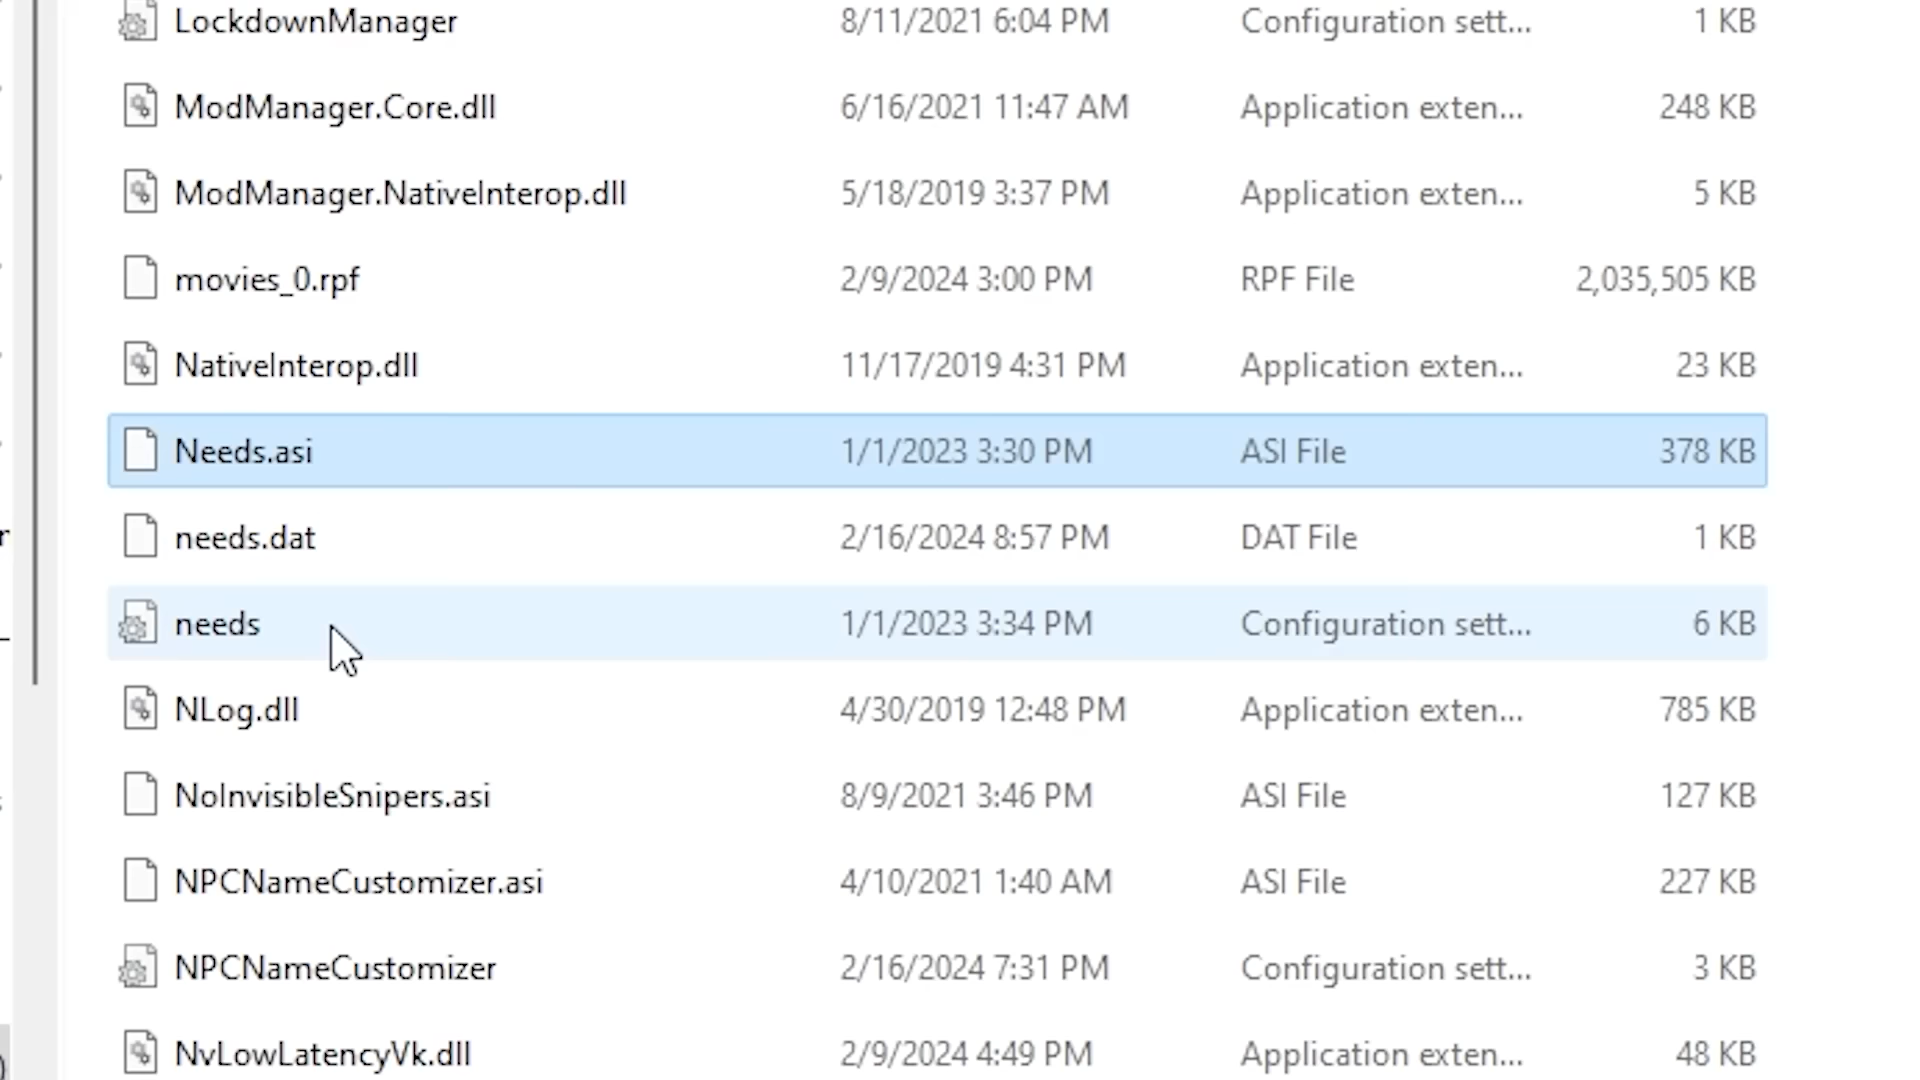 LockdownManager 8/11/2021 6:04 PM Configuration sett... 1 KB
ModManager.Core.dll 6/16/2021 11:47 AM Application exten... 248 KB
ModManager.NativeInterop.dll 5/18/2019 3:37 PM Application exten... 5 KB
movies_0.rpf 2/9/2024 3:00 PM RPF File 2,035,505 KB
NativeInterop.dll 11/17/2019 4:31 PM Application exten... 23 KB
Needs.asi 1/1/2023 3:30 PM ASI File 378 KB
needs.dat 2/16/2024 8:57 PM DAT File 1 KB
needs 1/1/2023 3:34 PM Configuration sett... 6 KB
NLog.dll 4/30/2019 12:48 PM Application exten... 785 KB
NoInvisibleSnipers.asi 8/9/2021 3:46 PM ASI File 127 KB
NPCNameCustomizer.asi 4/10/2021 1:40 AM ASI File 227 KB
NPCNameCustomizer 2/16/2024 7:31 PM Configuration sett... 3 KB
NvLowLatencyVk.dll 2/9/2024 4:49 PM Application exten... 48 KB